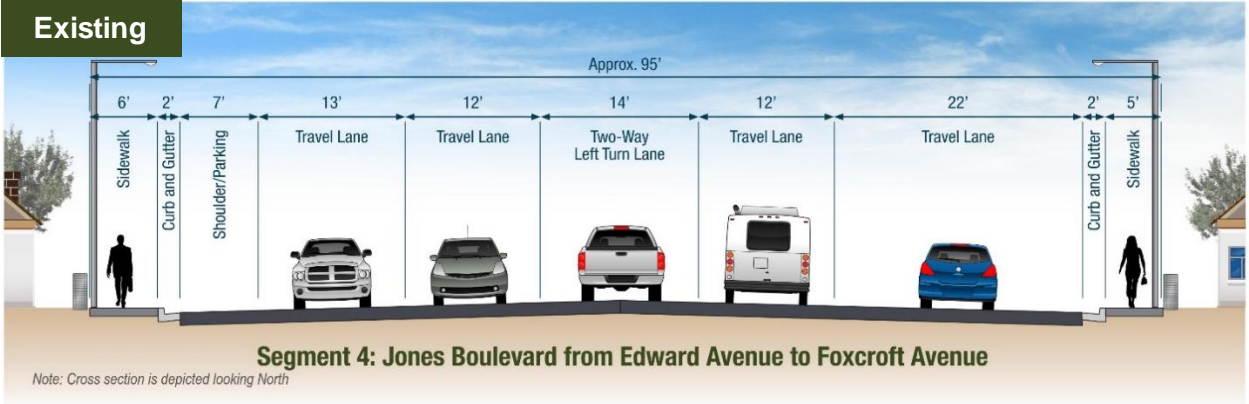 Existing
Approx. 95'
6'
2'
7'
13'
12'
14'
12'
22'
2'
5'
Sidewalk
Curb and Gutter
Shoulder/Parking
Travel Lane
Travel Lane
Two-Way
Left Turn Lane
Travel Lane
Travel Lane
Curb and Gutter
Sidewalk
Segment 4: Jones Boulevard from Edward Avenue to Foxcroft Avenue
Note: Cross section is depicted looking North